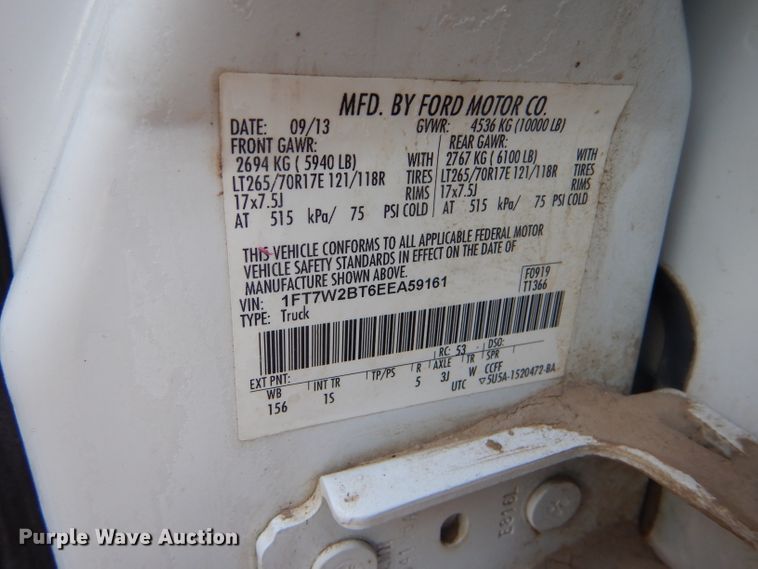 MFD. BY FORD MOTOR CO.
DATE: 09/13 GVWR: 4536 KG (10000 LB)
FRONT GAWR: REAR GAWR:
2694 KG ( 5940 LB) WITH 2767 KG ( 6100 LB) WITH
LT265/70R17E 121/118R TIRES LT265/70R17E 121/118R TIRES
17x7.5J RIMS 17x7.5J RIMS
AT 515 kPa/ 75 PSI COLD AT 515 kPa/ 75 PSI COLD
THIS VEHICLE CONFORMS TO ALL APPLICABLE FEDERAL MOTOR
VEHICLE SAFETY STANDARDS IN EFFECT ON THE DATE OF
MANUFACTURE SHOWN ABOVE.
VIN: 1FT7W2BT6EEA59161 F0919
TYPE: Truck T1366
EXT PNT: RC: 53 DSO:
WB INT TR TP/PS R AXLE TR SPR
156 15 5 3J W CCFF
UTC ▽5U5A-1520472-BA
Purple Wave Auction